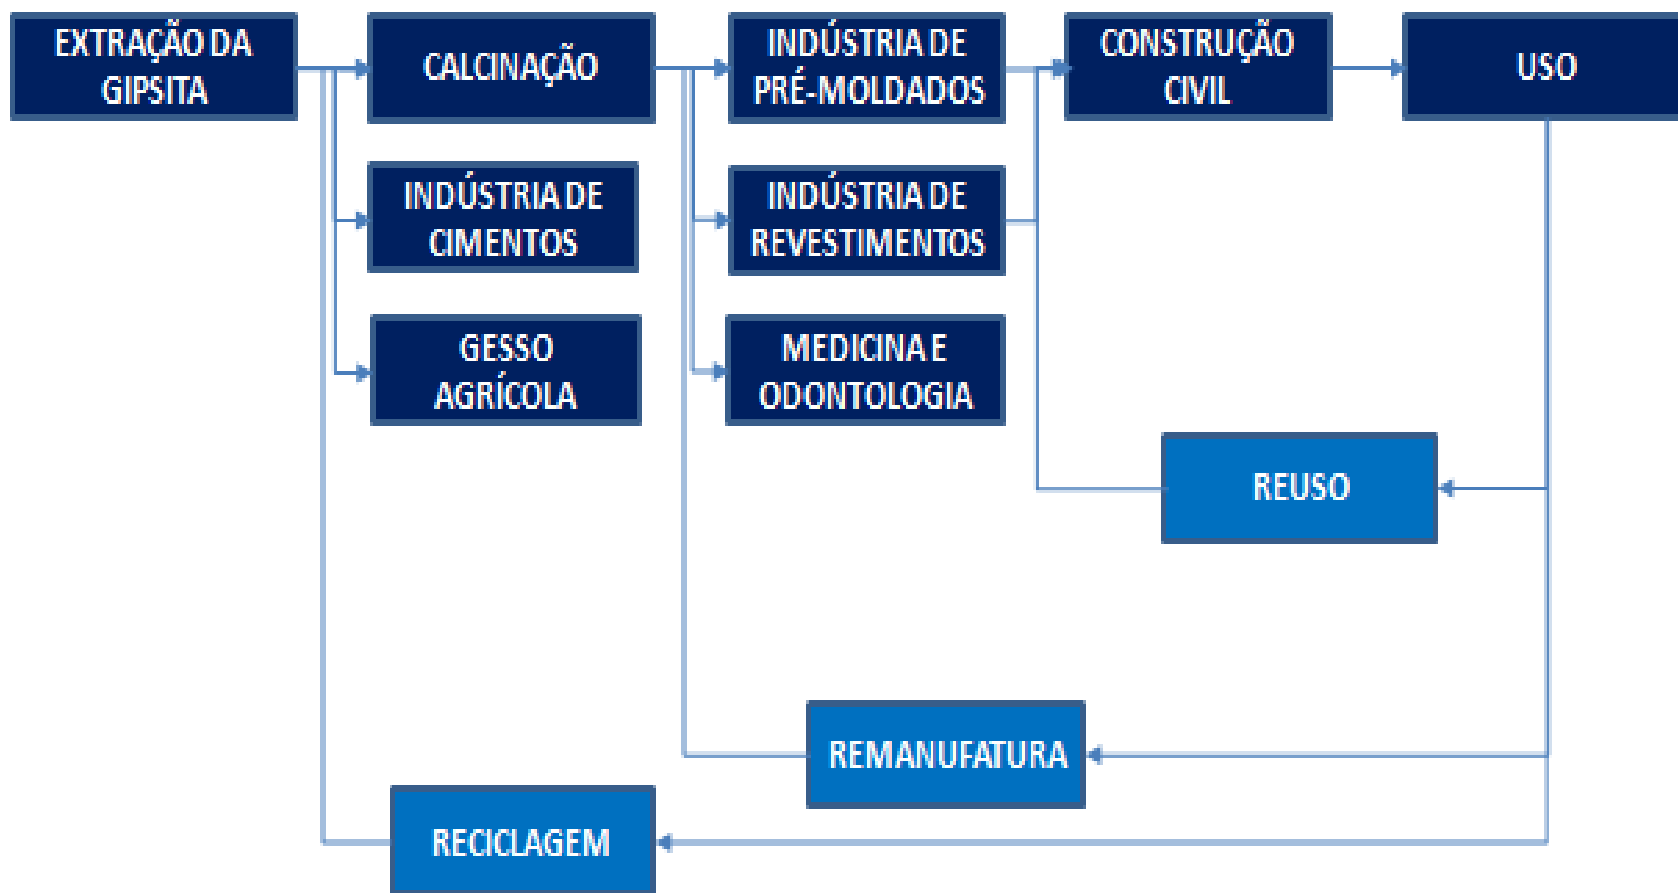 EXTRAÇÃO DA
GIPSITA
CALCINAÇÃO
INDÚSTRIA DE
PRÉ-MOLDADOS
CONSTRUÇÃO
CIVIL
USO
INDÚSTRIA DE
CIMENTOS
INDÚSTRIA DE
REVESTIMENTOS
GESSO
AGRÍCOLA
MEDICINA E
ODONTOLOGIA
REUSO
REMANUFATURA
RECICLAGEM